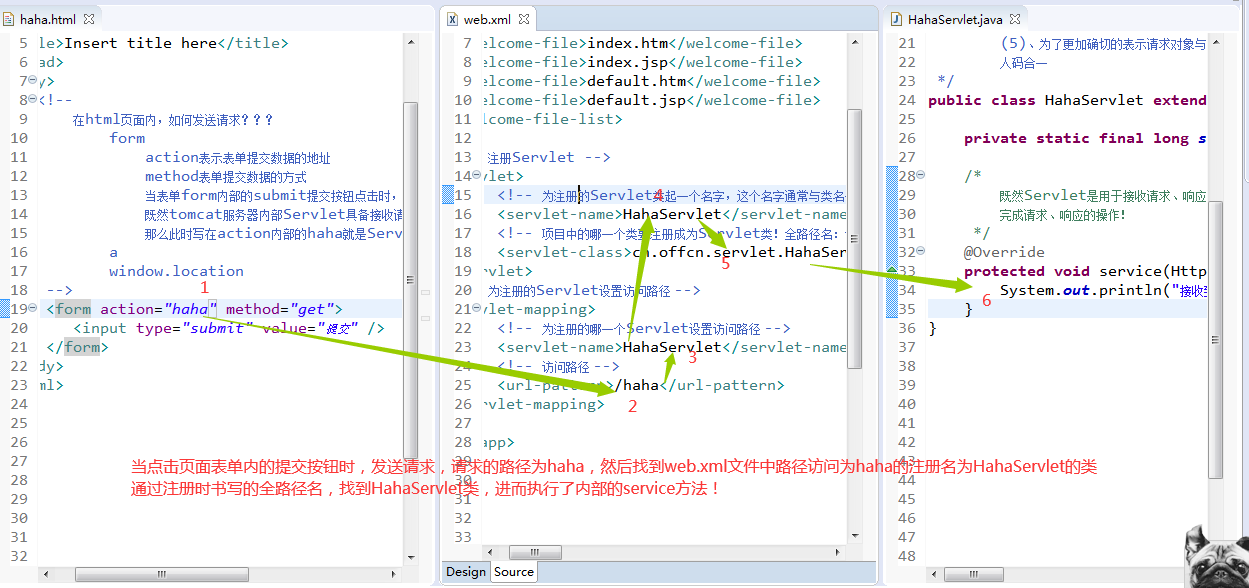 haha.html
5 le>Insert title here</title>
6 ad>
7 y>
8 <!--
9 在html页面内，如何发送请求？？？
10 form
11 action表示表单提交数据的地址
12 method表单提交数据的方式
13 当表单form内部的submit提交按钮点击时，
14 既然tomcat服务器内部Servlet具备接收请
15 那么此时写在action内部的haha就是Serv
16 a
17 window.location
18 -->
1
19 <form action="haha" method="get">
20 <input type="submit" value="提交" />
21 </form>
22 dy>
23 ml>
24
25
26
27
28
29
30
31
32
web.xml
7 elcome-file>index.htm</welcome-file>
8 elcome-file>index.jsp</welcome-file>
9 elcome-file>default.htm</welcome-file>
10 elcome-file>default.jsp</welcome-file>
11 lcome-file-list>
12
13 注册Servlet -->
14 vlet>
15 <!-- 为注册的Servlet类起一个名字，这个名字通常与类名
4
16 <servlet-name>HahaServlet</servlet-name
17 <!-- 项目中的哪一个类要注册成为Servlet类！全路径名：
18 <servlet-class>cn.offcn.servlet.HahaSer
5
19 rvlet>
20 为注册的Servlet设置访问路径 -->
21 vlet-mapping>
22 <!-- 为注册的哪一个Servlet设置访问路径 -->
23 <servlet-name>HahaServlet</servlet-name
3
24 <!-- 访问路径 -->
25 <url-pattern>/haha</url-pattern>
2
26 rvlet-mapping>
27
28 app>
29
30
31
32
33
Design Source
HahaServlet.java
21 (5)、为了更加确切的表示请求对象与
22 人码合一
23 */
24 public class HahaServlet extend
25
26 private static final long s
27
28 /*
29 既然Servlet是用于接收请求、响应
30 完成请求、响应的操作！
31 */
32 @Override
33 protected void service(Http
34 System.out.println("接收到
6
35 }
36 }
37
38
39
40
41
42
43
44
45
46
47
48
当点击页面表单内的提交按钮时，发送请求，请求的路径为haha，然后找到web.xml文件中路径访问为haha的注册名为HahaServlet的类
通过注册时书写的全路径名，找到HahaServlet类，进而执行了内部的service方法！